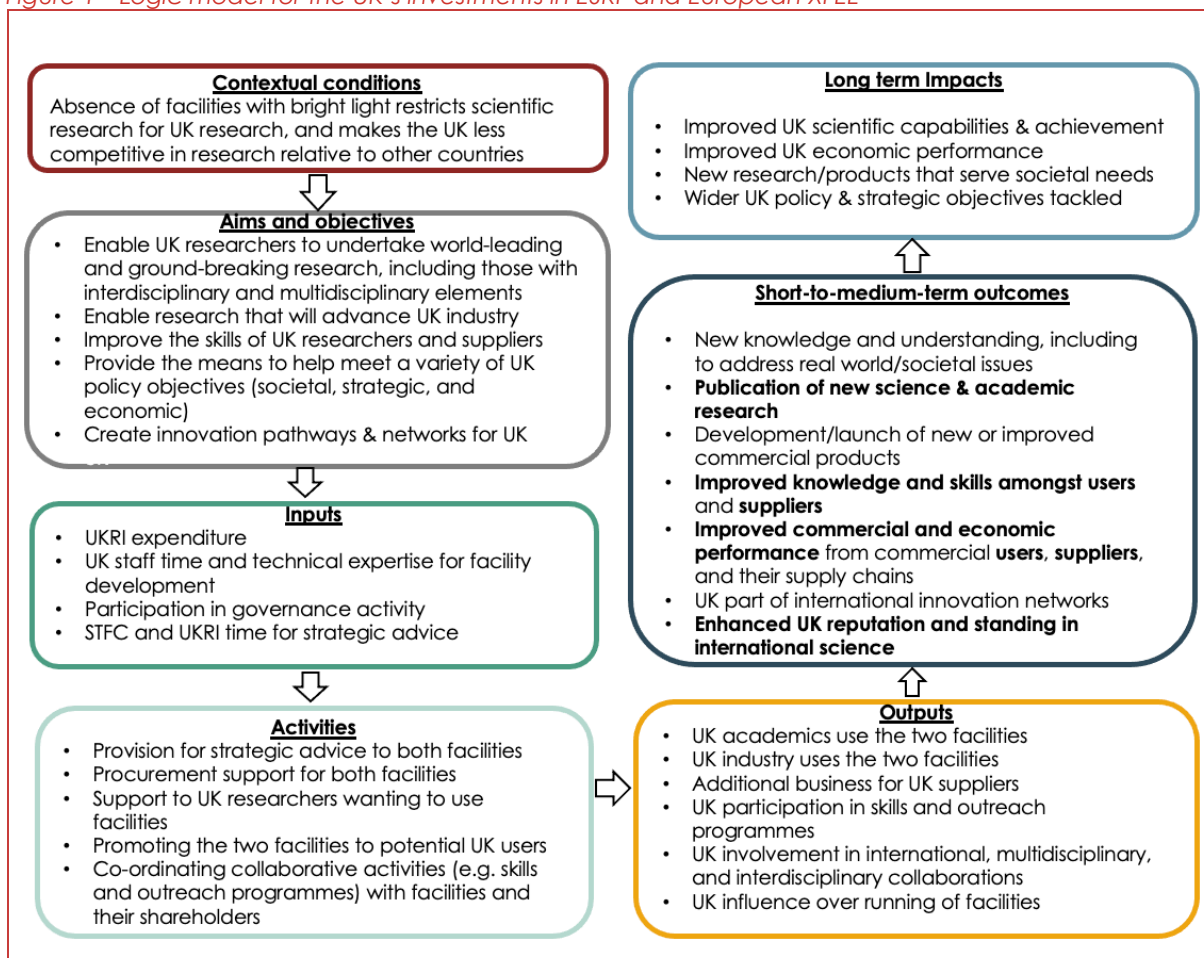 Contextual conditions
Absence of facilities with bright light restricts scientific
research for UK research, and makes the UK less
competitive in research relative to other countries
Aims and objectives
• Enable UK researchers to undertake world-leading
and ground-breaking research, including those with
interdisciplinary and multidisciplinary elements
• Enable research that will advance UK industry
• Improve the skills of UK researchers and suppliers
• Provide the means to help meet a variety of UK
policy objectives (societal, strategic, and
economic)
• Create innovation pathways & networks for UK
Inputs
• UKRI expenditure
• UK staff time and technical expertise for facility
development
• Participation in governance activity
• STFC and UKRI time for strategic advice
Activities
• Provision for strategic advice to both facilities
• Procurement support for both facilities
• Support to UK researchers wanting to use
facilities
• Promoting the two facilities to potential UK users
• Co-ordinating collaborative activities (e.g. skills
and outreach programmes) with facilities and
their shareholders
Outputs
• UK academics use the two facilities
• UK industry uses the two facilities
• Additional business for UK suppliers
• UK participation in skills and outreach
programmes
• UK involvement in international, multidisciplinary,
and interdisciplinary collaborations
• UK influence over running of facilities
Short-to-medium-term outcomes
• New knowledge and understanding, including
to address real world/societal issues
• Publication of new science & academic
research
• Development/launch of new or improved
commercial products
• Improved knowledge and skills amongst users
and suppliers
• Improved commercial and economic
performance from commercial users, suppliers,
and their supply chains
• UK part of international innovation networks
• Enhanced UK reputation and standing in
international science
Long term Impacts
• Improved UK scientific capabilities & achievement
• Improved UK economic performance
• New research/products that serve societal needs
• Wider UK policy & strategic objectives tackled